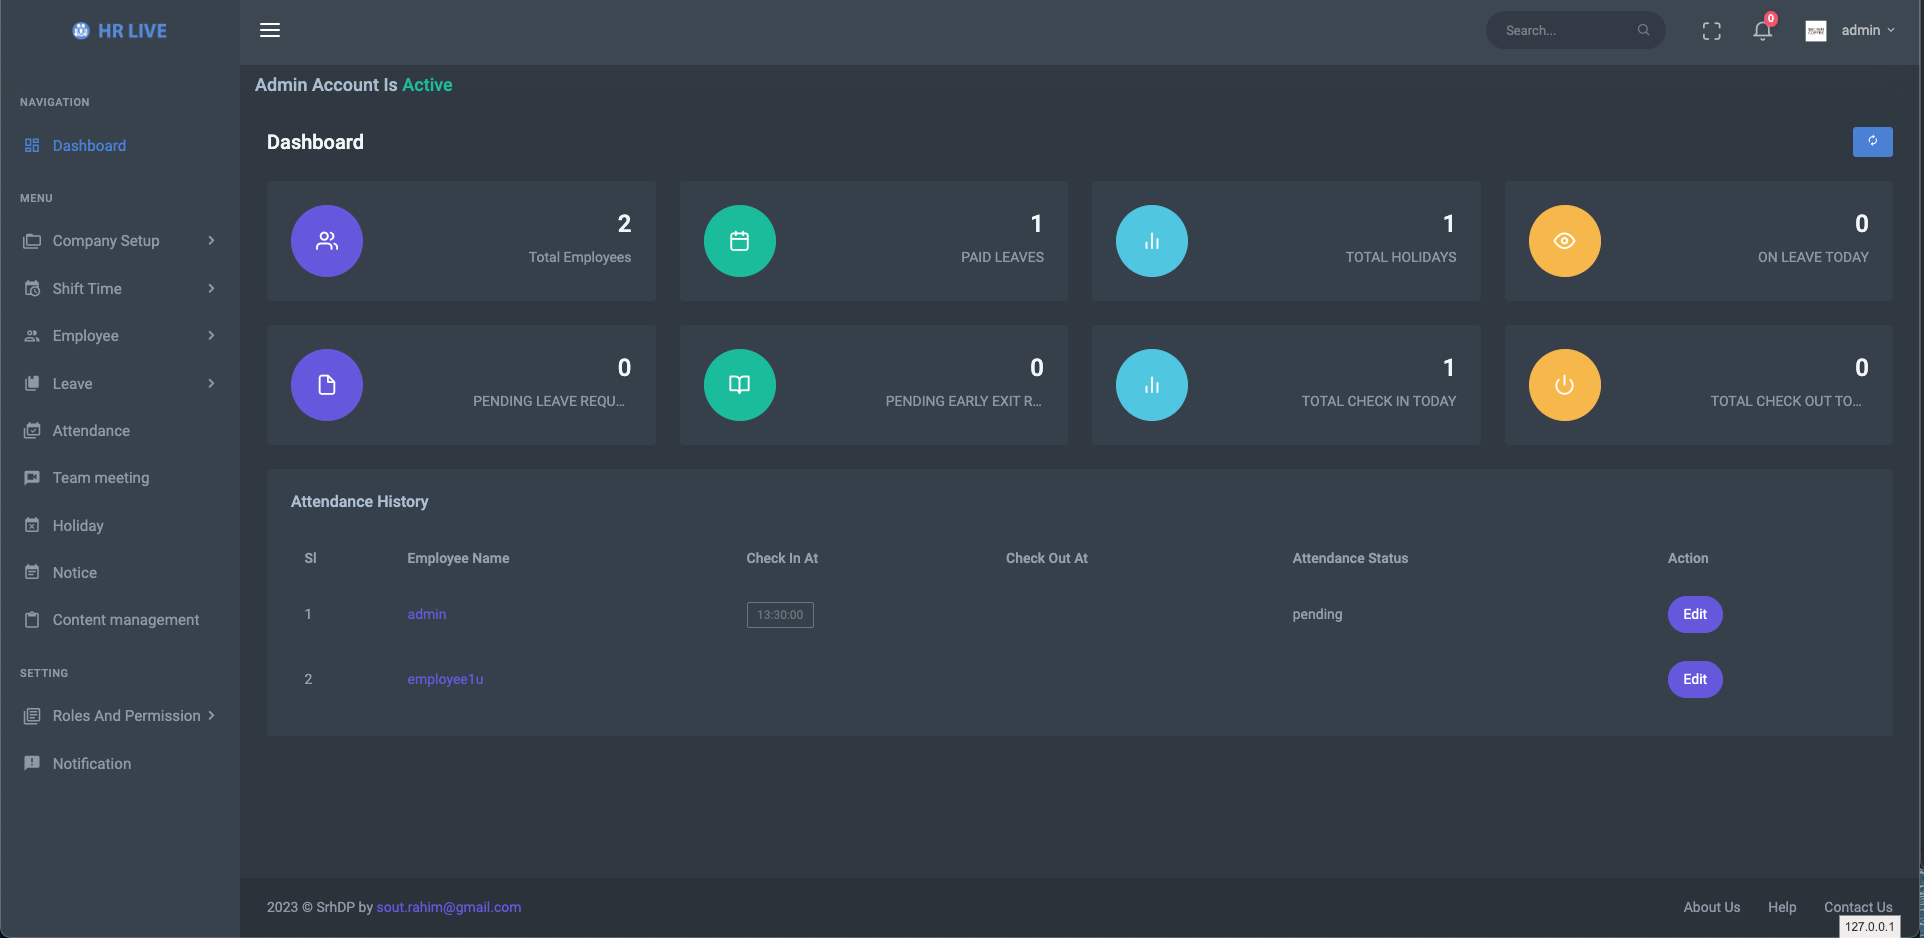 HR LIVE
Search...
0
admin
NAVIGATION
Dashboard
MENU
Company Setup
Shift Time
Employee
Leave
Attendance
Team meeting
Holiday
Notice
Content management
SETTING
Roles And Permission
Notification
Admin Account Is Active
Dashboard
2
Total Employees
1
PAID LEAVES
1
TOTAL HOLIDAYS
0
ON LEAVE TODAY
0
PENDING LEAVE REQU...
0
PENDING EARLY EXIT R...
1
TOTAL CHECK IN TODAY
0
TOTAL CHECK OUT TO...
Attendance History
Sl Employee Name Check In At Check Out At Attendance Status Action
1 admin 13:30:00 pending Edit
2 employee1u Edit
2023 © SrhDP by sout.rahim@gmail.com
About Us Help Contact Us
127.0.0.1